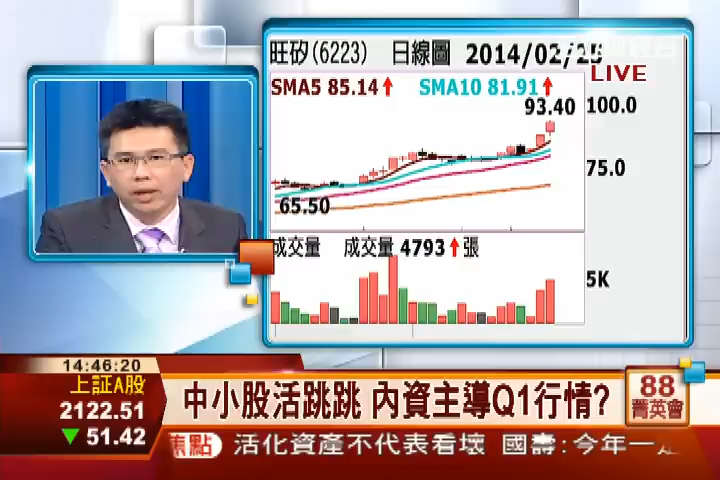 旺矽(6223) 日線圖 2014/02/25
LIVE
SMA5 85.14↑ SMA10 81.91↑
93.40
100.0
75.0
65.50
成交量 成交量 4793↑張
5K
14:46:20
上証A股
2122.51
▼51.42
中小股活跳跳 內資主導Q1行情?
88
菁英會
焦點 活化資產不代表看壞 國壽:今年一